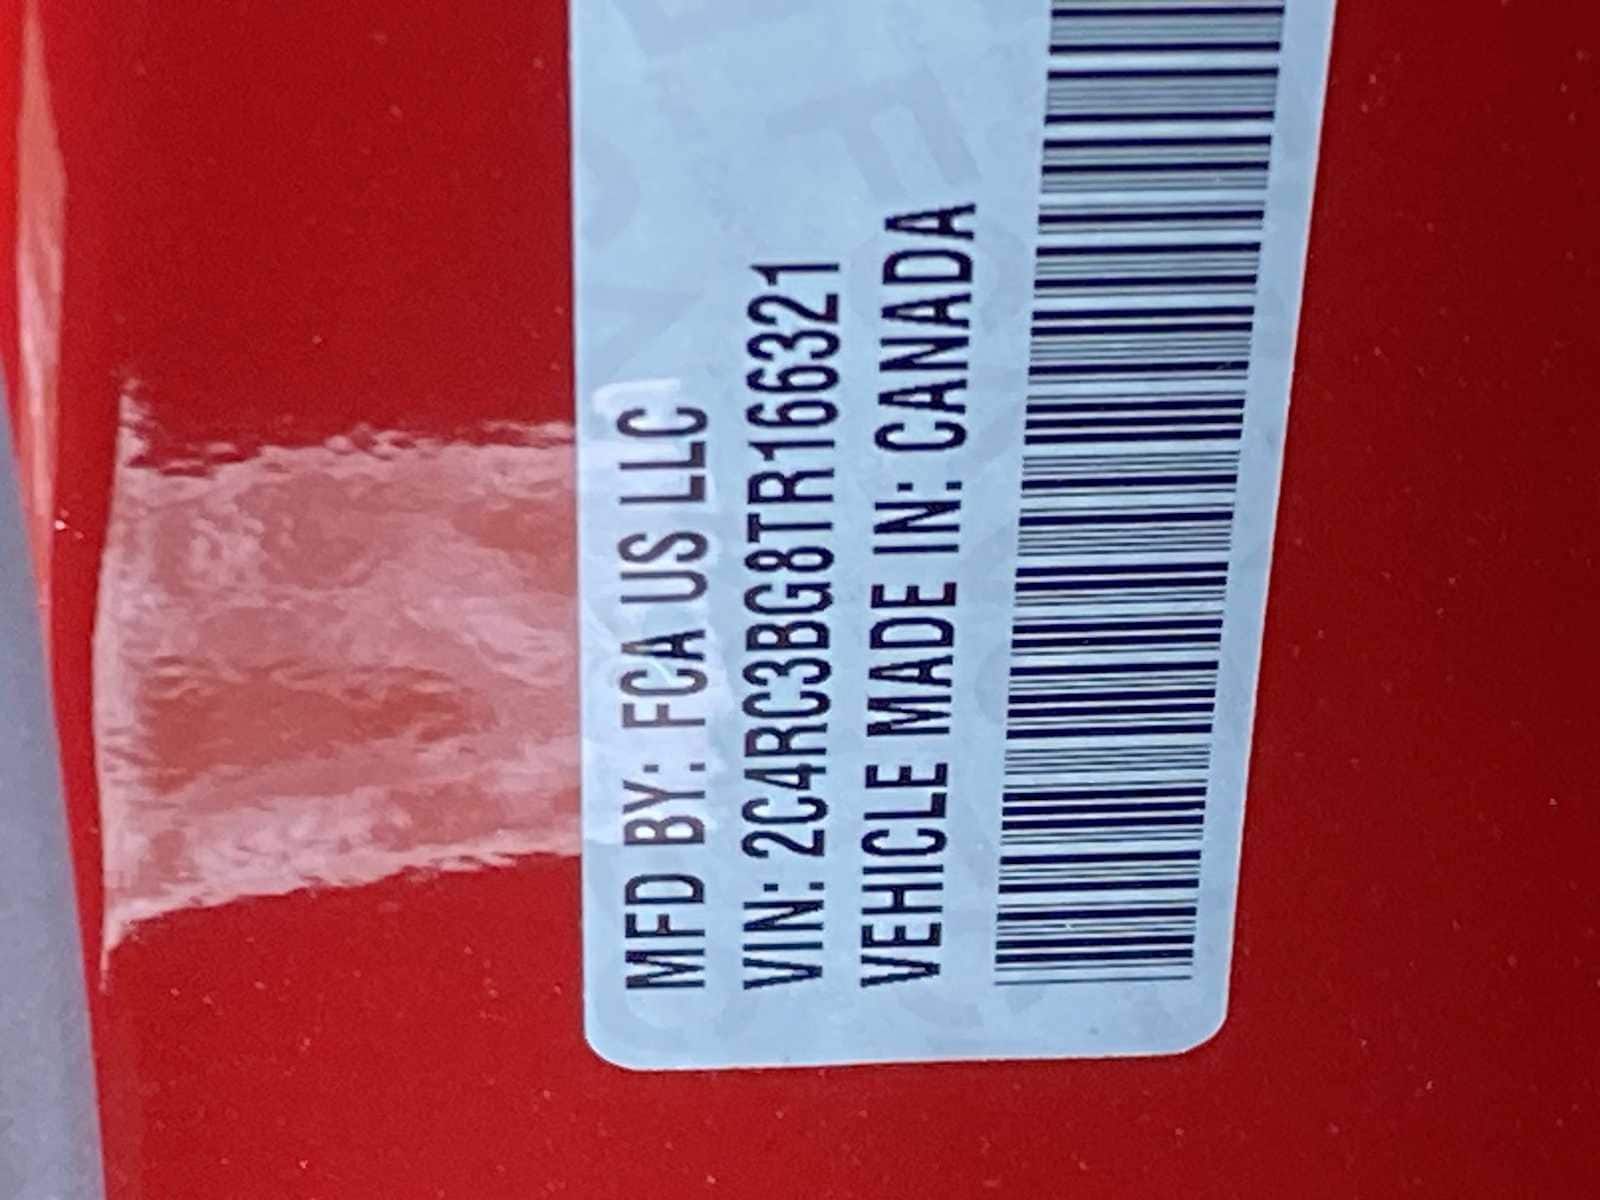 MFD BY: FCA US LLC
VIN: 2C4RC3BG8TR166321
VEHICLE MADE IN: CANADA